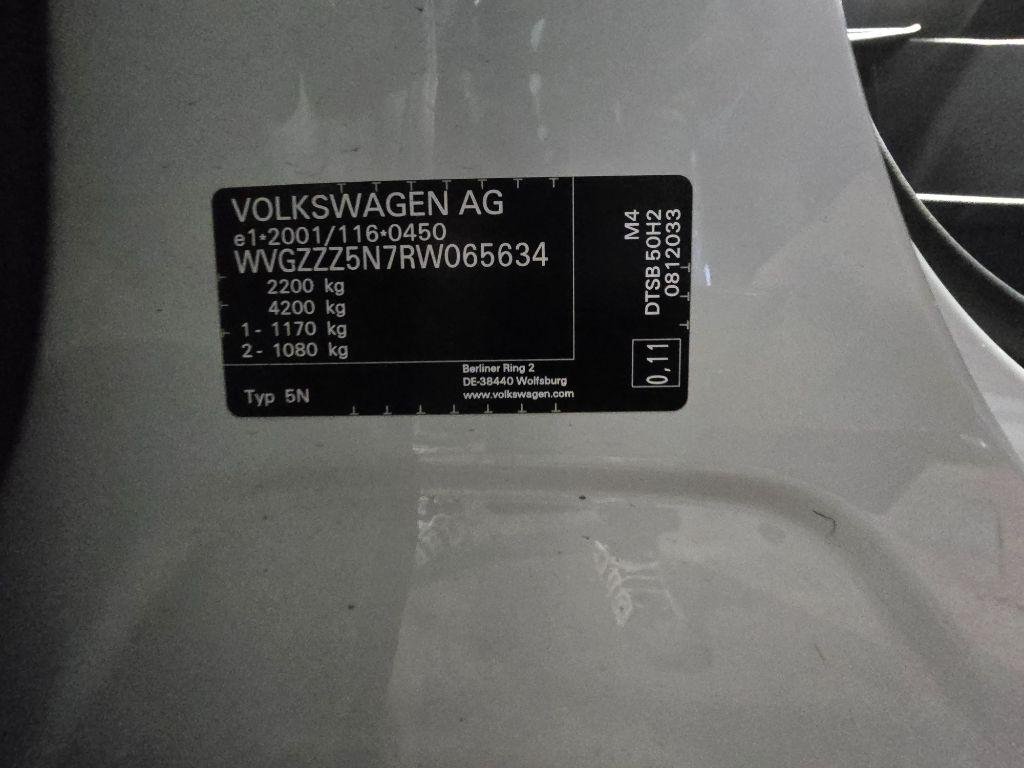 VOLKSWAGEN AG
e1*2001/116*0450
WVGZZZ5N7RW065634
2200 kg
4200 kg
1- 1170 kg
2- 1080 kg
Typ 5N
Berliner Ring 2
DE-38440 Wolfsburg
www.volkswagen.com
M4
DTSB 50H2
0812033
0,11